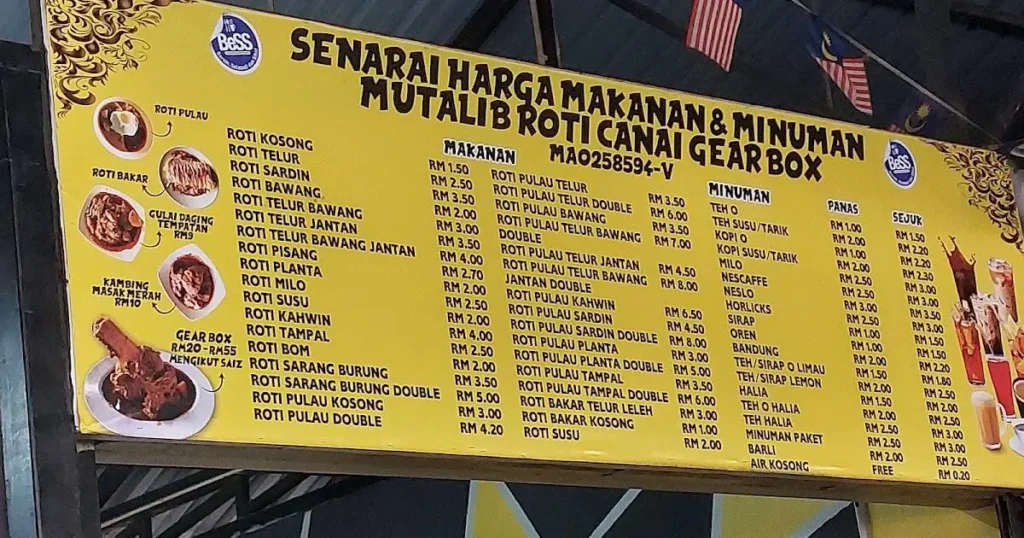 BeSS
SENARAI HARGA MAKANAN & MINUMAN
MUTALIB ROTI CANAI GEAR BOX
MA0258594-V
BeSS
ROTI PULAU
ROTI BAKAR
GULAI DAGING
TEMPATAN
RM9
KAMBING
MASAK MERAH
RM10
GEAR BOX
RM20 - RM55
MENGIKUT SAIZ
MAKANAN
ROTI KOSONG RM 1.50
ROTI TELUR RM 2.50
ROTI SARDIN RM 3.50
ROTI BAWANG RM 2.00
ROTI TELUR BAWANG RM 3.00
ROTI TELUR JANTAN RM 3.50
ROTI TELUR BAWANG JANTAN RM 4.00
ROTI PISANG RM 2.70
ROTI PLANTA RM 2.00
ROTI MILO RM 2.50
ROTI SUSU RM 2.00
ROTI KAHWIN RM 4.00
ROTI TAMPAL RM 2.50
ROTI BOM RM 2.00
ROTI SARANG BURUNG RM 3.50
ROTI SARANG BURUNG DOUBLE RM 5.00
ROTI PULAU KOSONG RM 3.00
ROTI PULAU DOUBLE RM 4.20
ROTI PULAU TELUR RM 3.50
ROTI PULAU TELUR DOUBLE RM 6.00
ROTI PULAU BAWANG RM 3.50
ROTI PULAU TELUR BAWANG RM 7.00
DOUBLE
ROTI PULAU TELUR JANTAN RM 4.50
ROTI PULAU TELUR BAWANG RM 8.00
JANTAN DOUBLE
ROTI PULAU KAHWIN RM 6.50
ROTI PULAU SARDIN RM 4.50
ROTI PULAU SARDIN DOUBLE RM 8.00
ROTI PULAU PLANTA RM 3.00
ROTI PULAU PLANTA DOUBLE RM 5.00
ROTI PULAU TAMPAL RM 3.50
ROTI PULAU TAMPAL DOUBLE RM 6.00
ROTI BAKAR TELUR LELEH RM 3.00
ROTI BAKAR KOSONG RM 1.00
ROTI SUSU RM 2.00
MINUMAN
TEH O
TEH SUSU/TARIK
KOPI O
KOPI SUSU/TARIK
MILO
NESCAFFE
NESLO
HORLICKS
SIRAP
OREN
BANDUNG
TEH/SIRAP O LIMAU
TEH/SIRAP LEMON
HALIA
TEH O HALIA
TEH HALIA
MINUMAN PAKET
BARLI
AIR KOSONG
PANAS
RM 1.00
RM 2.00
RM 1.00
RM 2.00
RM 2.50
RM 2.50
RM 3.00
RM 2.50
RM 1.00
RM 1.00
RM 2.00
RM 1.50
RM 2.00
RM 1.50
RM 2.50
RM 2.50
RM 2.00
FREE
SEJUK
RM 1.50
RM 2.20
RM 2.20
RM 2.30
RM 3.00
RM 3.00
RM 3.50
RM 3.00
RM 1.50
RM 1.50
RM 2.20
RM 1.80
RM 2.50
RM 2.00
RM 2.50
RM 3.00
RM 3.00
RM 2.50
RM 0.20